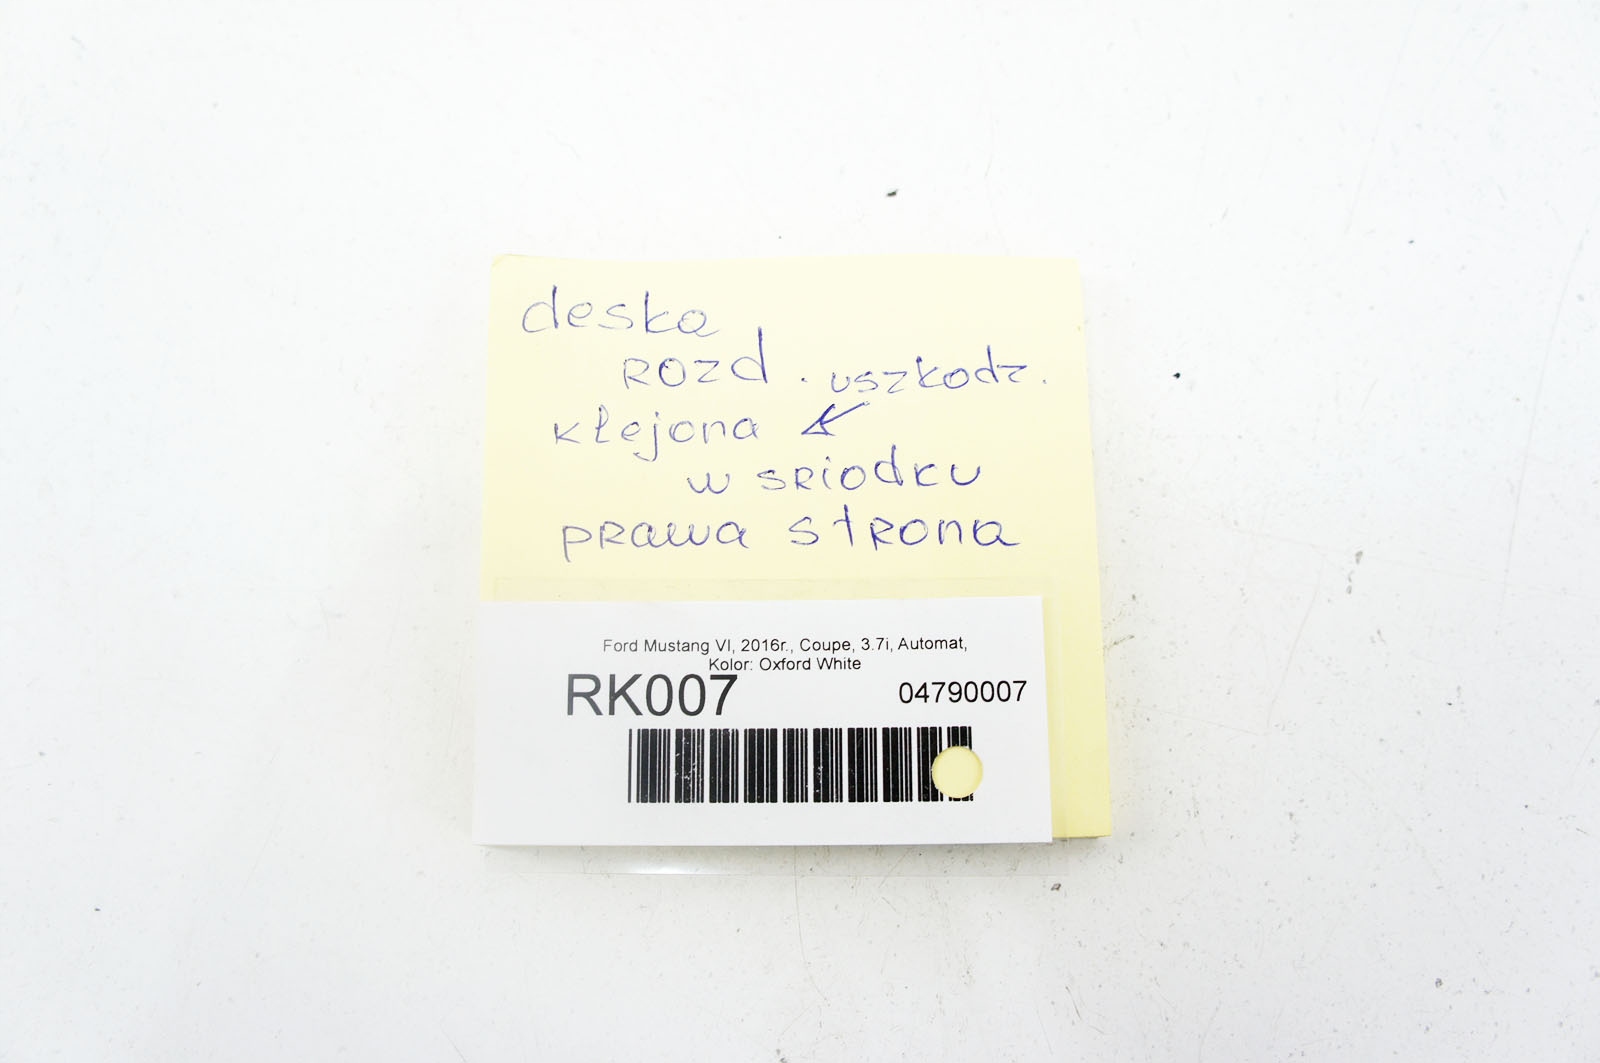 deska
rozd. uszkodz.
kłejona
w sriodku
prawa strona
Ford Mustang VI, 2016r., Coupe, 3.7i, Automat,
Kolor: Oxford White
RK007 04790007